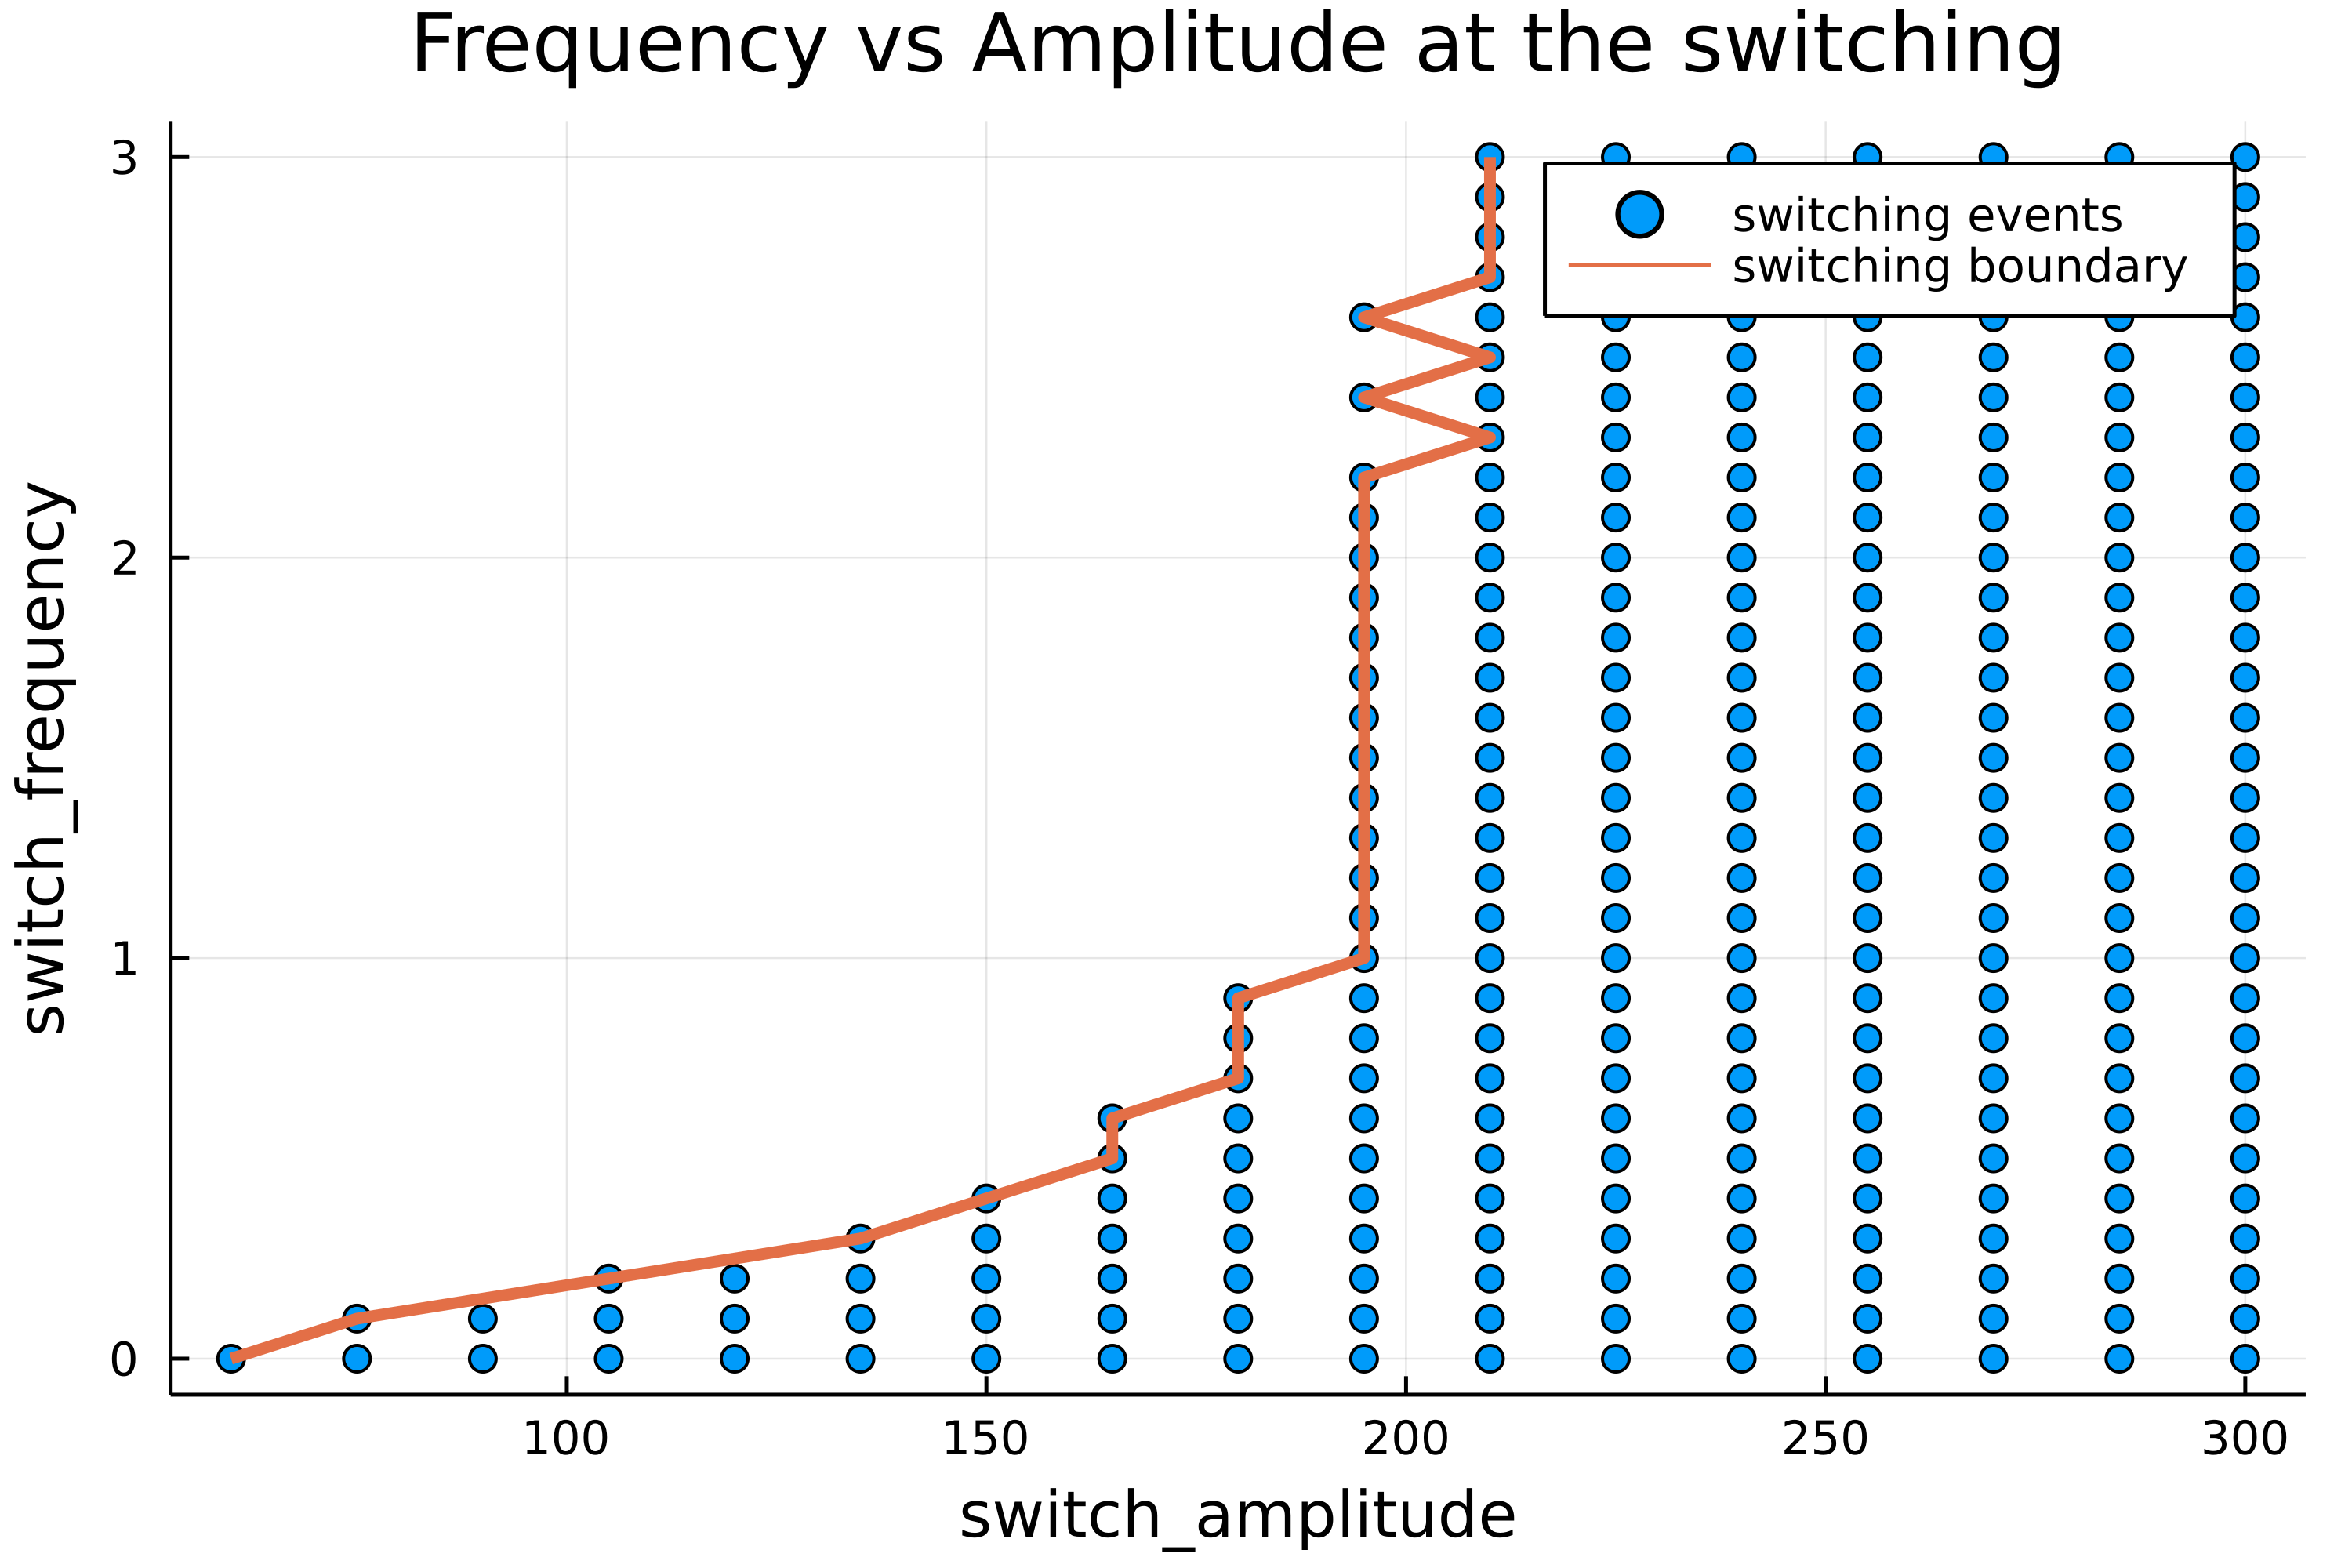 Frequency vs Amplitude at the switching
switching events
switching boundary
switch_frequency
3
2
1
0
100
150
200
250
300
switch_amplitude